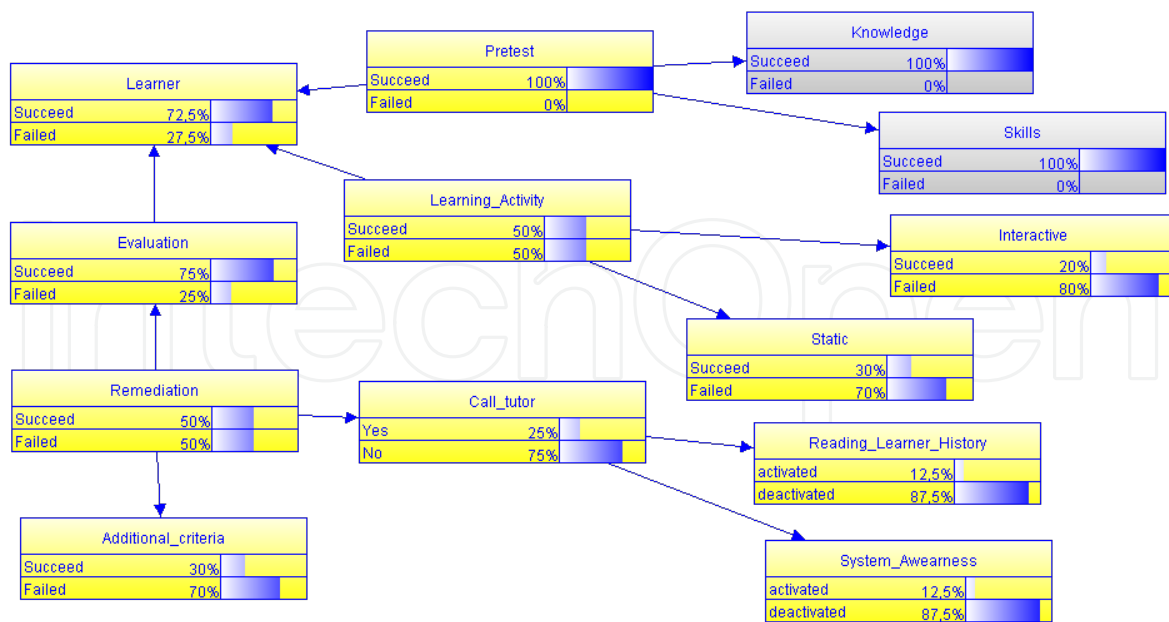 Pretest
Succeed 100%
Failed 0%
Knowledge
Succeed 100%
Failed 0%
Learner
Succeed 72,5%
Failed 27,5%
Skills
Succeed 100%
Failed 0%
Learning_Activity
Succeed 50%
Failed 50%
Evaluation
Succeed 75%
Failed 25%
Interactive
Succeed 20%
Failed 80%
Static
Succeed 30%
Failed 70%
Remediation
Succeed 50%
Failed 50%
Call_tutor
Yes 25%
No 75%
Reading_Learner_History
activated 12,5%
deactivated 87,5%
Additional_criteria
Succeed 30%
Failed 70%
System_Awearness
activated 12,5%
deactivated 87,5%
IntechOpen